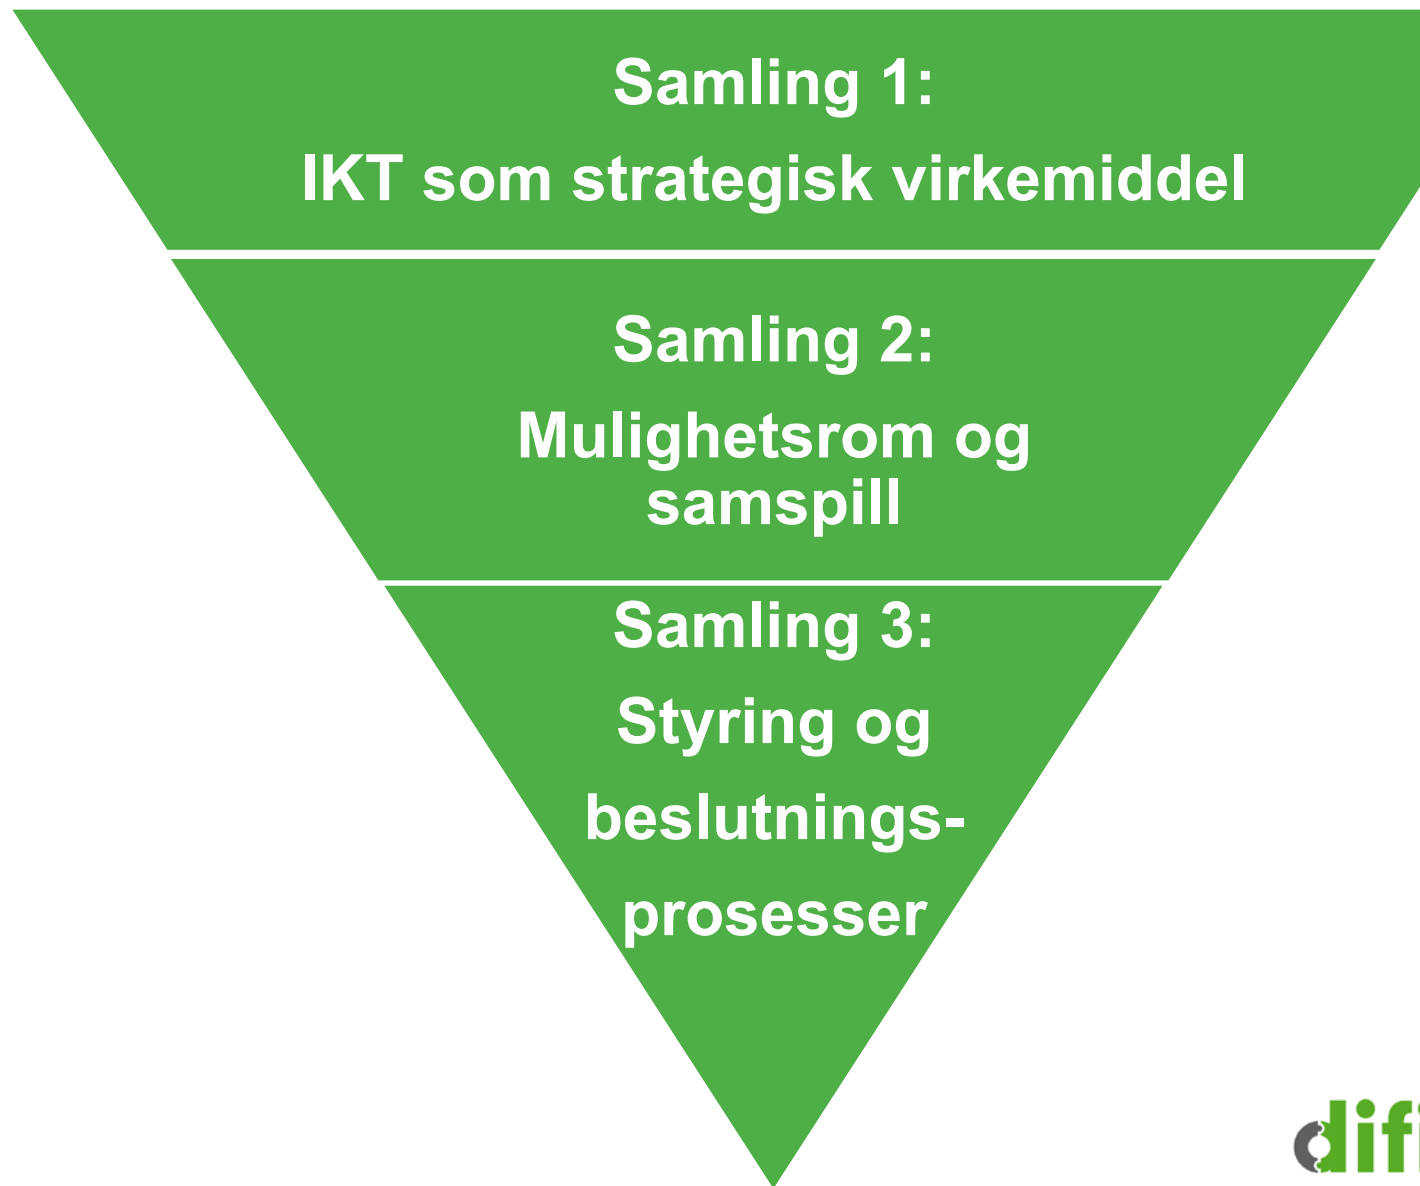 Samling 1:
IKT som strategisk virkemiddel
Samling 2:
Mulighetsrom og
samspill
Samling 3:
Styring og
beslutnings-
prosesser
difi